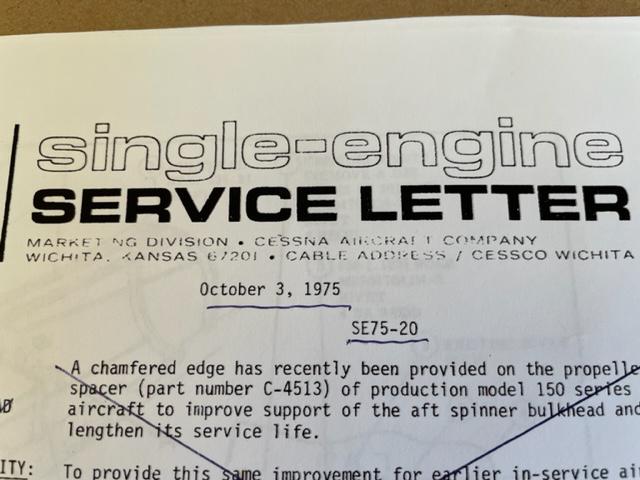 single-engine
SERVICE LETTER
MARKETING DIVISION • CESSNA AIRCRAFT COMPANY
WICHITA, KANSAS 67201 • CABLE ADDRESS / CESSCO WICHITA
October 3, 1975
SE75-20
A chamfered edge has recently been provided on the propelle
spacer (part number C-4513) of production model 150 series
aircraft to improve support of the aft spinner bulkhead and
lengthen its service life.
ITY: To provide this same improvement for earlier in-service air